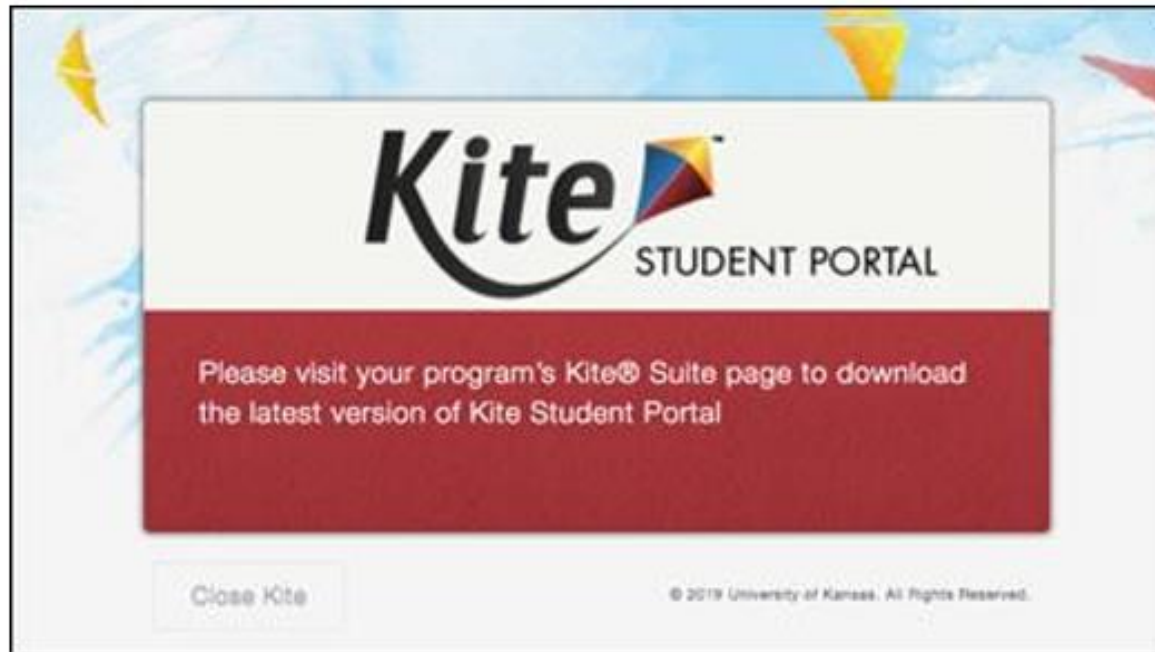 Kite™
STUDENT PORTAL
Please visit your program's Kite® Suite page to download
the latest version of Kite Student Portal
Close Kite
© 2019 University of Kansas. All Rights Reserved.